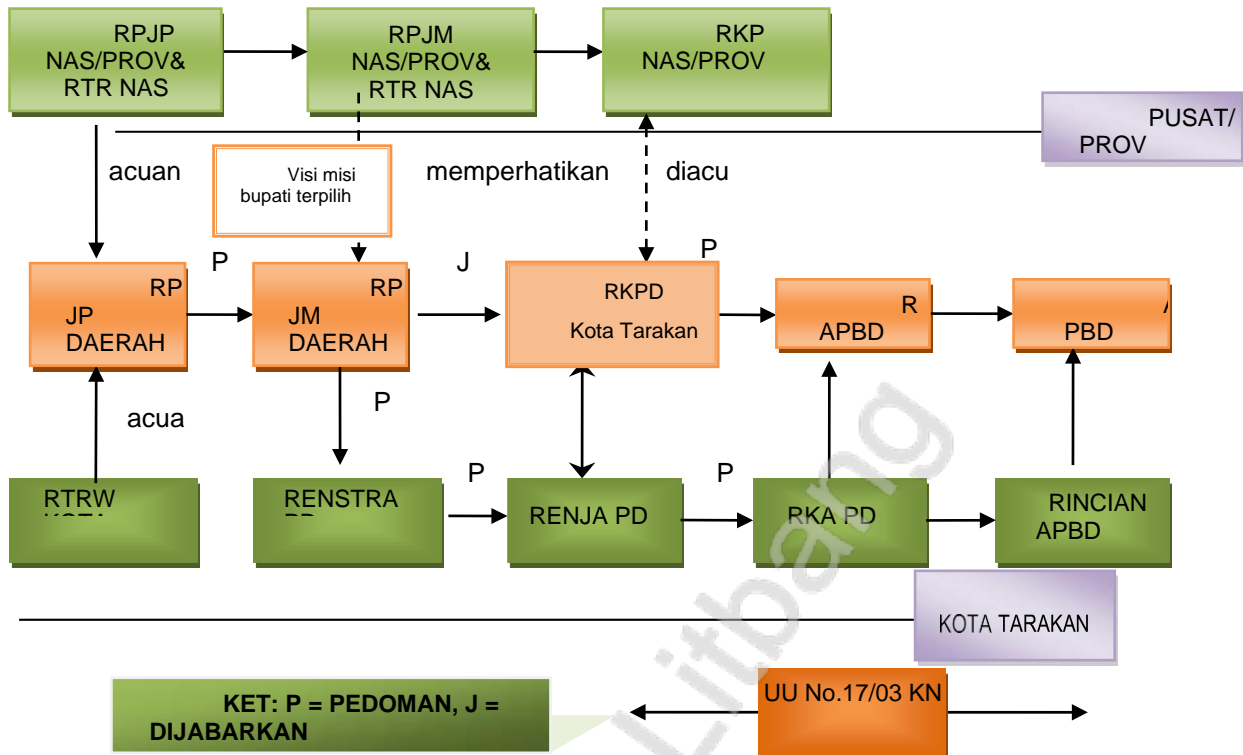 RPJP
NAS/PROV&
RTR NAS
RPJM
NAS/PROV&
RTR NAS
RKP
NAS/PROV
PUSAT/
PROV
acuan
Visi misi
bupati terpilih
memperhatikan
diacu
P
J
P
RP
JP
DAERAH
RP
JM
DAERAH
RKPD
Kota Tarakan
R
APBD
PBD
acua
P
P
P
RTRW
KOTA
RENSTRA
RENJA PD
RKA PD
RINCIAN
APBD
KOTA TARAKAN
KET: P = PEDOMAN, J =
DIJABARKAN
UU No.17/03 KN
Litbang